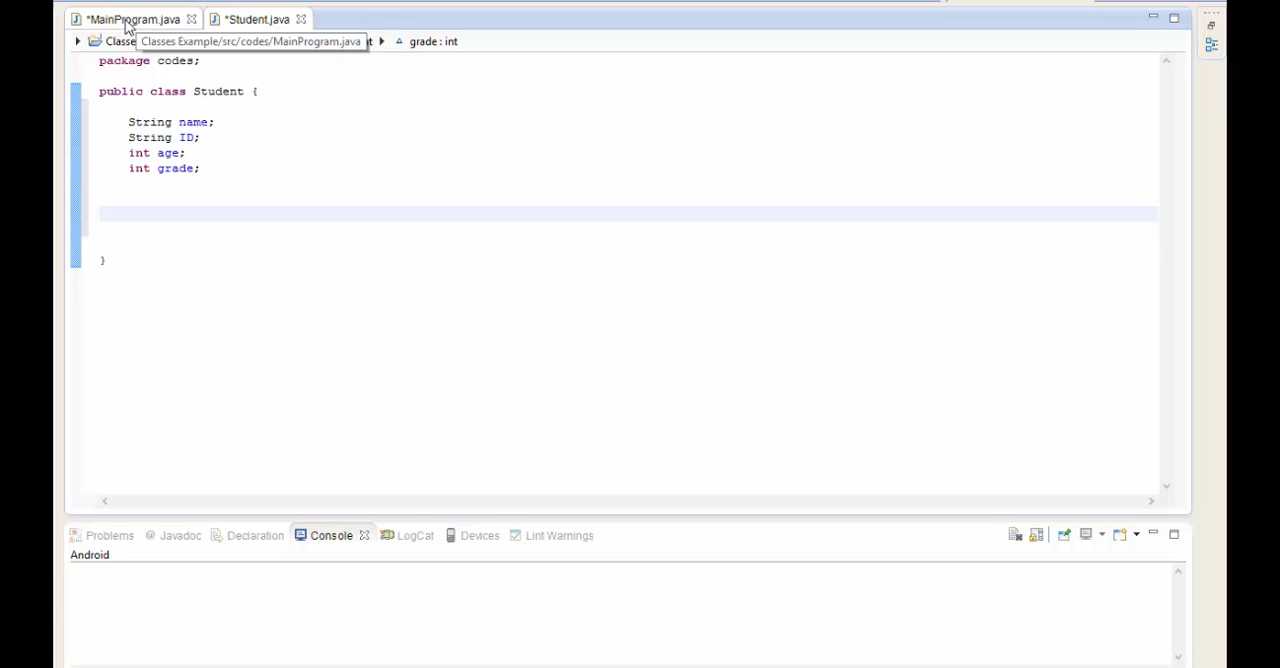 *MainProgram.java *Student.java
Classe Classes Example/src/codes/MainProgram.java t grade : int
package codes;
public class Student {
String name;
String ID;
int age;
int grade;
}
Problems @ Javadoc Declaration Console LogCat Devices Lint Warnings
Android